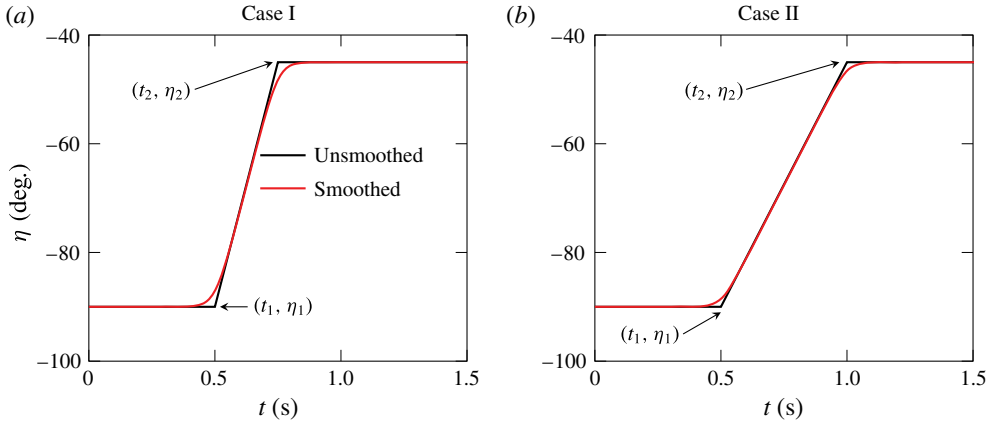 (a) Case I
−40
−60
−80
−100
η (deg.)
(t₂, η₂)
Unsmoothed
Smoothed
(t₁, η₁)
0 0.5 1.0 1.5
t (s)
(b) Case II
−40
−60
−80
−100
(t₂, η₂)
(t₁, η₁)
0 0.5 1.0 1.5
t (s)